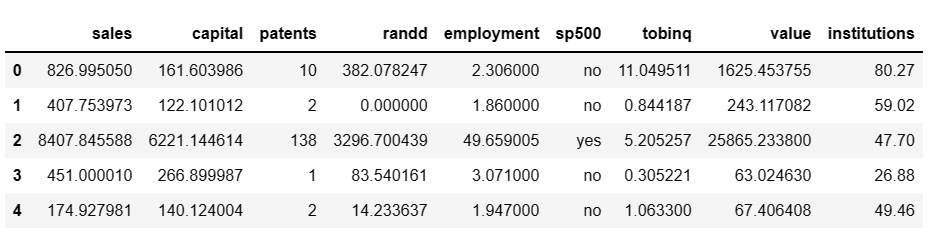 sales capital patents randd employment sp500 tobinq value institutions
0 826.995050 161.603986 10 382.078247 2.306000 no 11.049511 1625.453755 80.27
1 407.753973 122.101012 2 0.000000 1.860000 no 0.844187 243.117082 59.02
2 8407.845588 6221.144614 138 3296.700439 49.659005 yes 5.205257 25865.233800 47.70
3 451.000010 266.899987 1 83.540161 3.071000 no 0.305221 63.024630 26.88
4 174.927981 140.124004 2 14.233637 1.947000 no 1.063300 67.406408 49.46